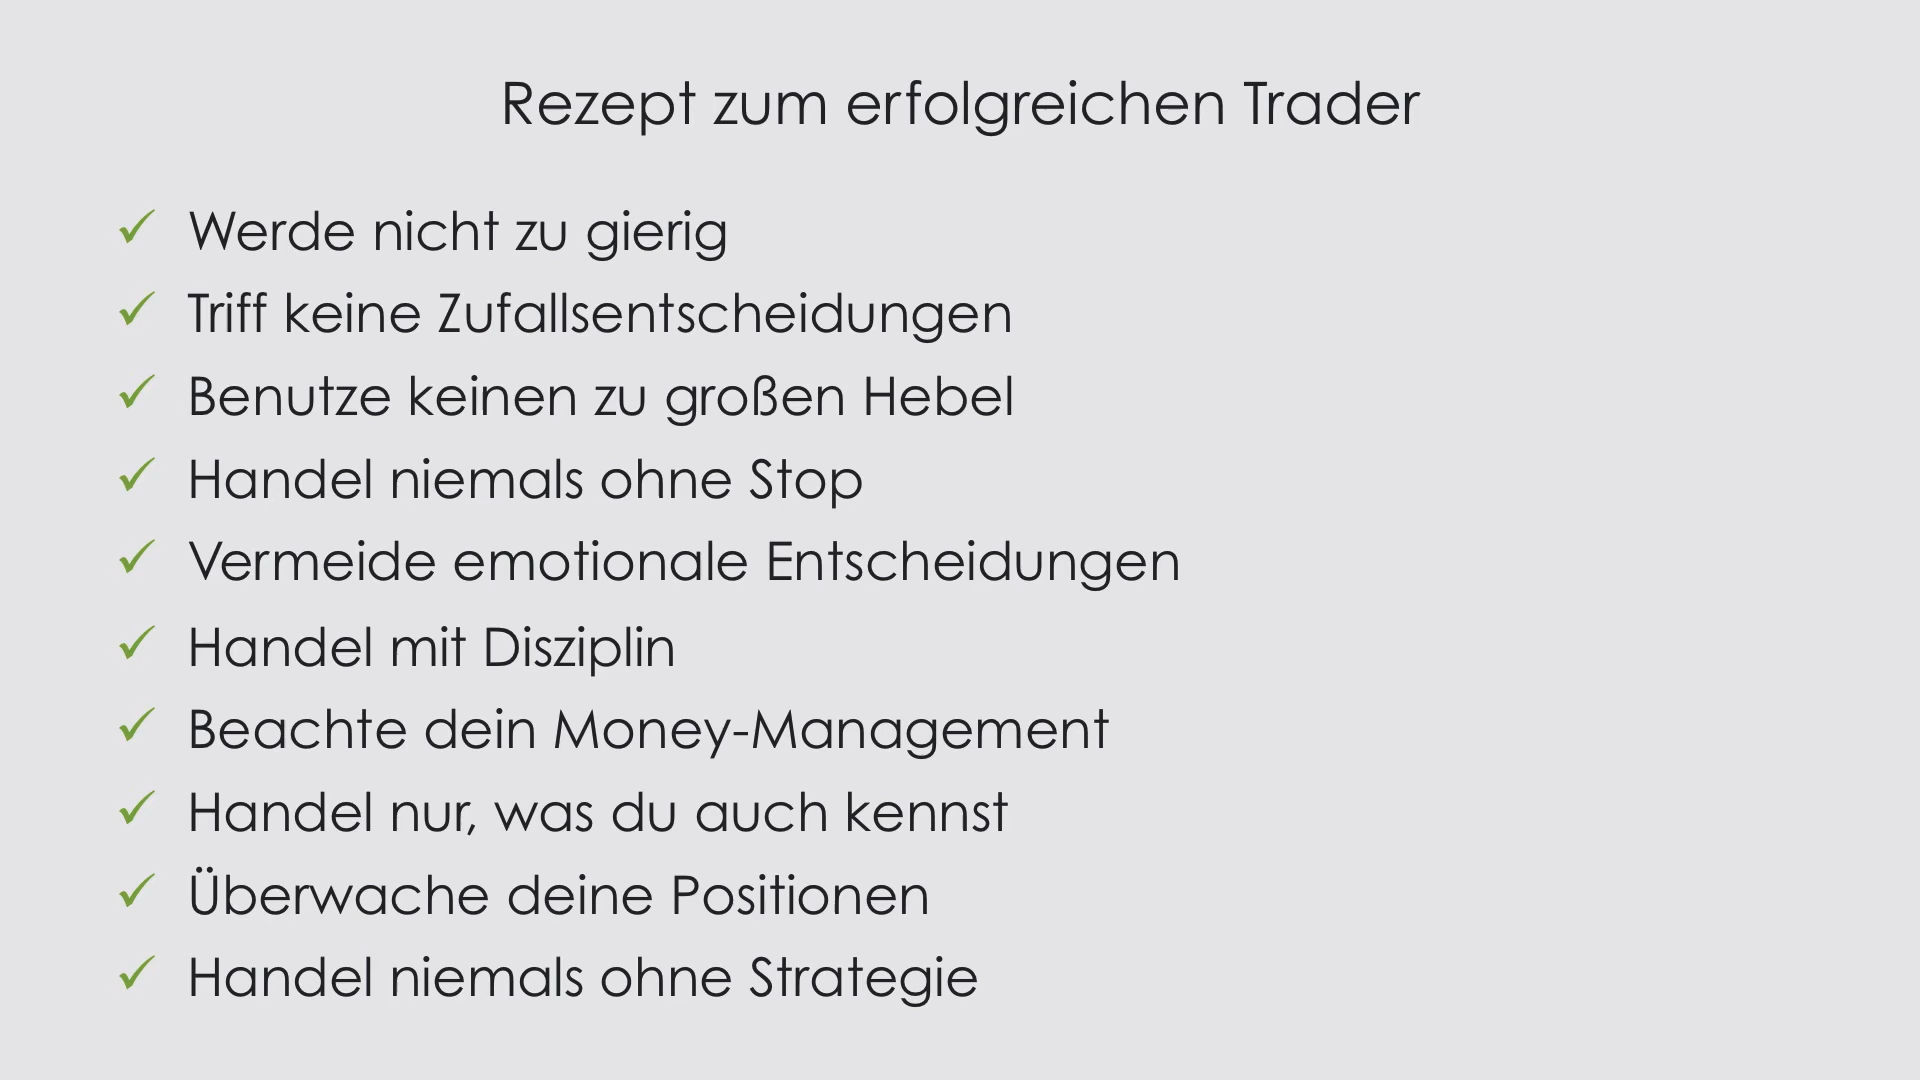 Rezept zum erfolgreichen Trader
✓ Werde nicht zu gierig
✓ Triff keine Zufallsentscheidungen
✓ Benutze keinen zu großen Hebel
✓ Handel niemals ohne Stop
✓ Vermeide emotionale Entscheidungen
✓ Handel mit Disziplin
✓ Beachte dein Money-Management
✓ Handel nur, was du auch kennst
✓ Überwache deine Positionen
✓ Handel niemals ohne Strategie